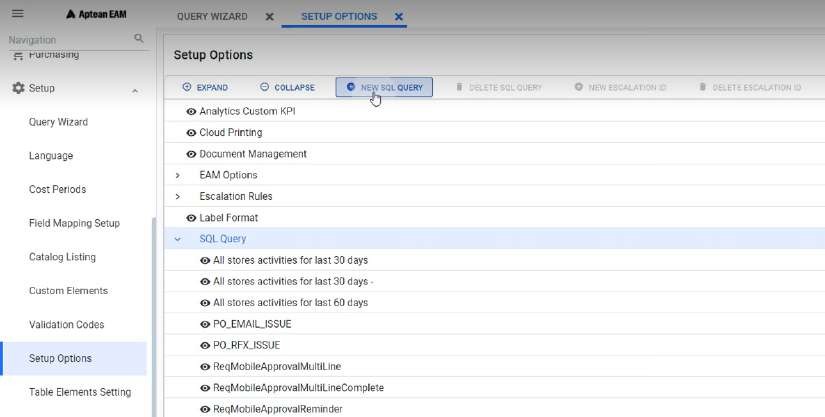 Aptean EAM
QUERY WIZARD
SETUP OPTIONS
Navigation
Purchasing
Setup
Query Wizard
Language
Cost Periods
Field Mapping Setup
Catalog Listing
Custom Elements
Validation Codes
Setup Options
Table Elements Setting
Setup Options
EXPAND
COLLAPSE
NEW SQL QUERY
DELETE SQL QUERY
NEW ESCALATION ID
DELETE ESCALATION ID
Analytics Custom KPI
Cloud Printing
Document Management
EAM Options
Escalation Rules
Label Format
SQL Query
All stores activities for last 30 days
All stores activities for last 30 days -
All stores activities for last 60 days
PO_EMAIL_ISSUE
PO_RFX_ISSUE
ReqMobileApprovalMultiLine
ReqMobileApprovalMultiLineComplete
ReqMobileApprovalReminder